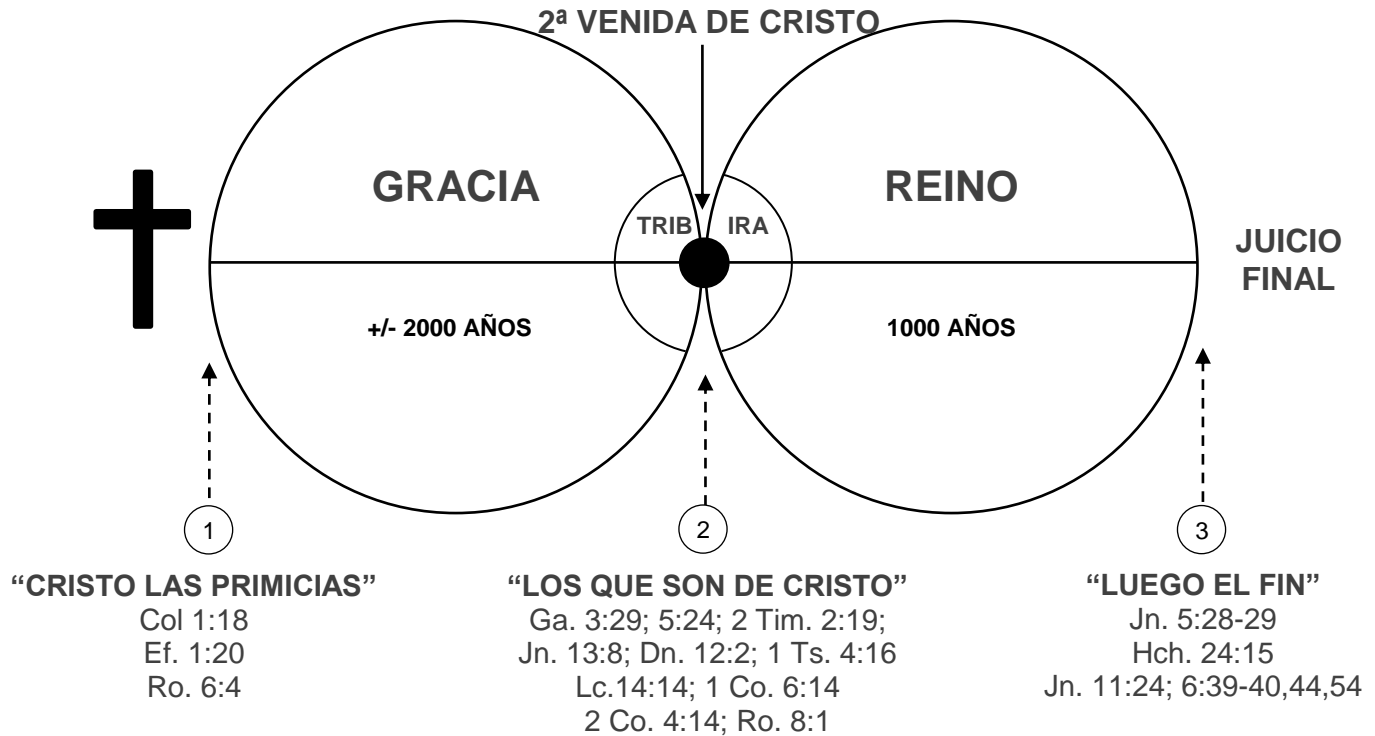 2ª VENIDA DE CRISTO
GRACIA
REINO
TRIB
IRA
JUICIO
FINAL
+/- 2000 AÑOS
1000 AÑOS
1
2
3
“CRISTO LAS PRIMICIAS”
Col 1:18
Ef. 1:20
Ro. 6:4
“LOS QUE SON DE CRISTO”
Ga. 3:29; 5:24; 2 Tim. 2:19;
Jn. 13:8; Dn. 12:2; 1 Ts. 4:16
Lc.14:14; 1 Co. 6:14
2 Co. 4:14; Ro. 8:1
“LUEGO EL FIN”
Jn. 5:28-29
Hch. 24:15
Jn. 11:24; 6:39-40,44,54